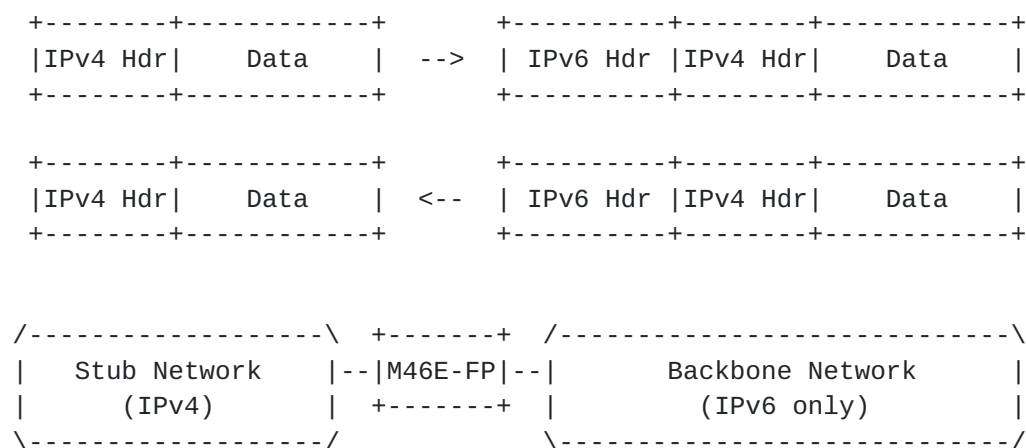 +--------+------------+      +----------+--------+------------+
|IPv4 Hdr|    Data    |  --> | IPv6 Hdr |IPv4 Hdr|    Data    |
+--------+------------+      +----------+--------+------------+
+--------+------------+      +----------+--------+------------+
|IPv4 Hdr|    Data    |  <-- | IPv6 Hdr |IPv4 Hdr|    Data    |
+--------+------------+      +----------+--------+------------+
/-------------------\  +-------+  /-----------------------------\
|   Stub Network    |--|M46E-FP|--|       Backbone Network      |
|      (IPv4)       |  +-------+  |         (IPv6 only)         |
\-------------------/             \-----------------------------/